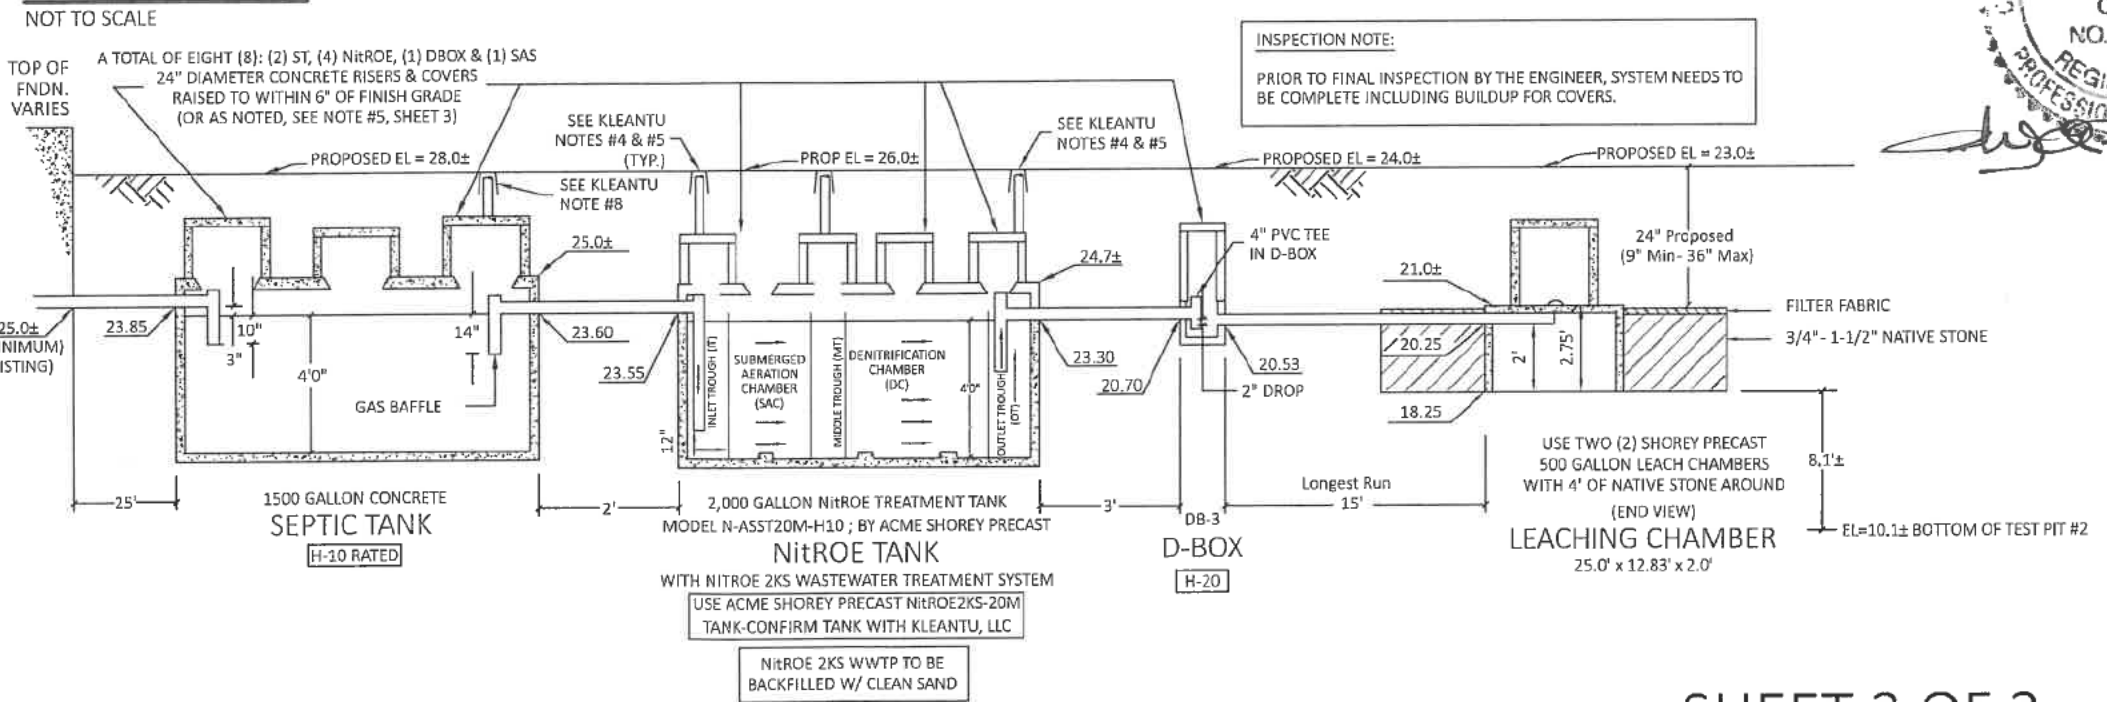 NOT TO SCALE
TOP OF
FNDN.
VARIES
A TOTAL OF EIGHT (8): (2) ST, (4) NitROE, (1) DBOX & (1) SAS
24" DIAMETER CONCRETE RISERS & COVERS
RAISED TO WITHIN 6" OF FINISH GRADE
(OR AS NOTED, SEE NOTE #5, SHEET 3)
SEE KLEANTU
NOTES #4 & #5
(TYP.)
SEE KLEANTU
NOTES #4 & #5
INSPECTION NOTE:
PRIOR TO FINAL INSPECTION BY THE ENGINEER, SYSTEM NEEDS TO
BE COMPLETE INCLUDING BUILDUP FOR COVERS.
NO.
PROPOSED EL = 28.0±
PROP EL = 26.0±
PROPOSED EL = 24.0±
PROPOSED EL = 23.0±
SEE KLEANTU
NOTE #8
25.0±
24.7±
4" PVC TEE
IN D-BOX
24" Proposed
(9" Min- 36" Max)
21.0±
FILTER FABRIC
3/4"- 1-1/2" NATIVE STONE
25.0±
23.85
10"
3"
4'0"
14"
GAS BAFFLE
23.60
23.55
12"
INLET TROUGH (IT)
SUBMERGED
AERATION
CHAMBER
(SAC)
MIDDLE TROUGH (MT)
DENITRIFICATION
CHAMBER
(DC)
4'0"
OUTLET TROUGH
(OT)
23.30
20.70
20.53
2" DROP
20.25
2'
2.75'
18.25
8.1'±
EL=10.1± BOTTOM OF TEST PIT #2
25'
1500 GALLON CONCRETE
SEPTIC TANK
H-10 RATED
2'
2,000 GALLON NitROE TREATMENT TANK
MODEL N-ASST20M-H10 ; BY ACME SHOREY PRECAST
NitROE TANK
WITH NITROE 2KS WASTEWATER TREATMENT SYSTEM
USE ACME SHOREY PRECAST NitROE2KS-20M
TANK-CONFIRM TANK WITH KLEANTU, LLC
NitROE 2KS WWTP TO BE
BACKFILLED W/ CLEAN SAND
3'
DB-3
D-BOX
H-20
Longest Run
15'
USE TWO (2) SHOREY PRECAST
500 GALLON LEACH CHAMBERS
WITH 4' OF NATIVE STONE AROUND
(END VIEW)
LEACHING CHAMBER
25.0' x 12.83' x 2.0'